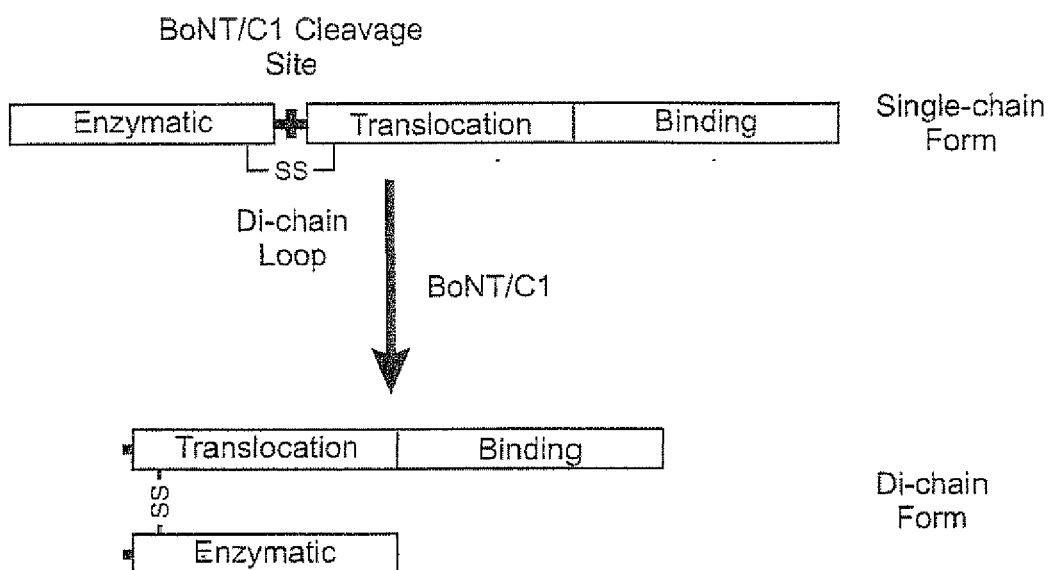 BoNT/C1 Cleavage
Site
Enzymatic Translocation Binding
Single-chain
Form
SS
Di-chain
Loop
BoNT/C1
Translocation Binding
SS
Di-chain
Form
Enzymatic